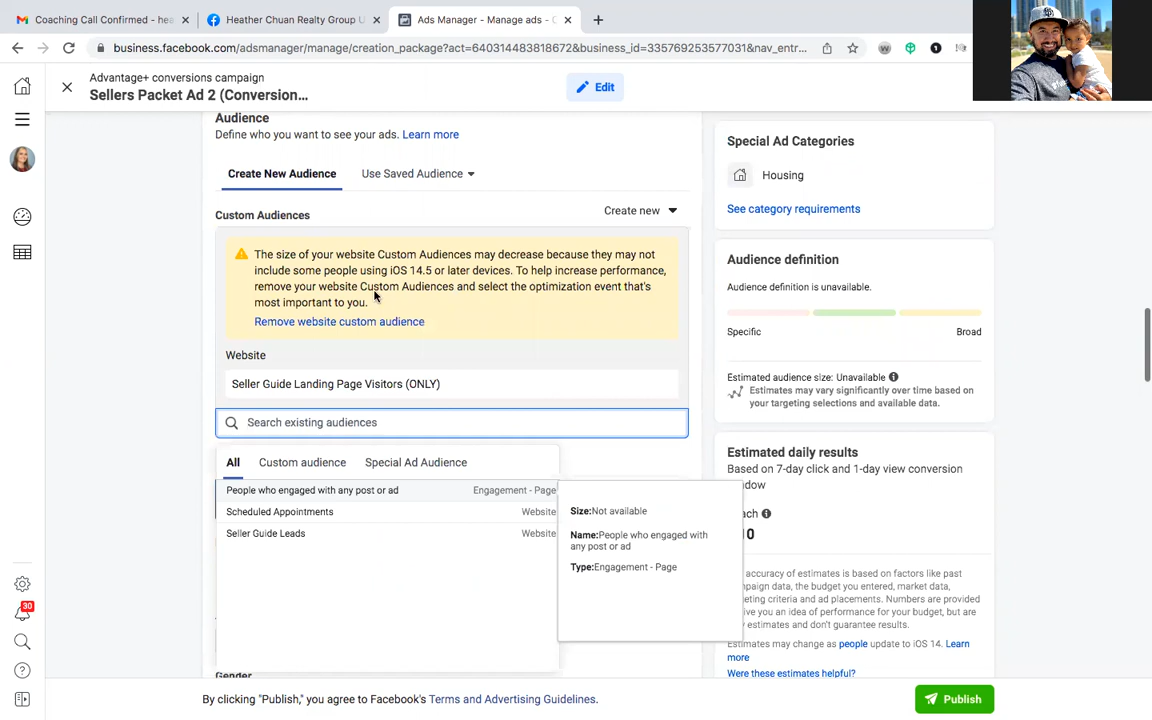 Coaching Call Confirmed - hea
Heather Chuan Realty Group U
Ads Manager - Manage ads - C
business.facebook.com/adsmanager/manage/creation_package?act=640314483818672&business_id=335769253577031&nav_entr...
Advantage+ conversions campaign
Sellers Packet Ad 2 (Conversion...
Edit
Audience
Define who you want to see your ads. Learn more
Create New Audience
Use Saved Audience
Custom Audiences
Create new
The size of your website Custom Audiences may decrease because they may not
include some people using iOS 14.5 or later devices. To help increase performance,
remove your website Custom Audiences and select the optimization event that's
most important to you.
Remove website custom audience
Website
Seller Guide Landing Page Visitors (ONLY)
Search existing audiences
All
Custom audience
Special Ad Audience
People who engaged with any post or ad
Engagement - Page
Scheduled Appointments
Website
Seller Guide Leads
Website
Size:Not available
Name:People who engaged with
any post or ad
Type:Engagement - Page
Gender
Special Ad Categories
Housing
See category requirements
Audience definition
Audience definition is unavailable.
Specific
Broad
Estimated audience size: Unavailable
Estimates may vary significantly over time based on
your targeting selections and available data.
Estimated daily results
Based on 7-day click and 1-day view conversion
ndow
ach
10
accuracy of estimates is based on factors like past
paign data, the budget you entered, market data,
eting criteria and ad placements. Numbers are provided
ve you an idea of performance for your budget, but are
estimates and don't guarantee results.
Estimates may change as people update to iOS 14. Learn
more
Were these estimates helpful?
30
By clicking "Publish," you agree to Facebook's Terms and Advertising Guidelines.
Publish